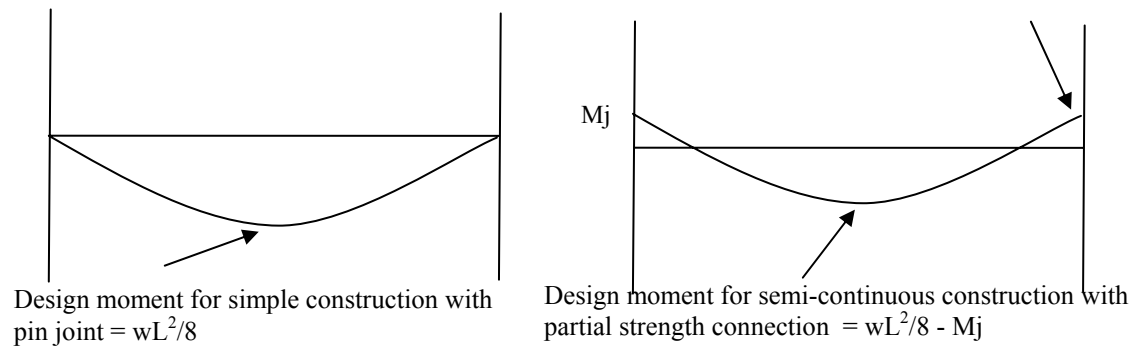 Mj
Design moment for simple construction with
pin joint = wL²/8
Design moment for semi-continuous construction with
partial strength connection = wL²/8 - Mj